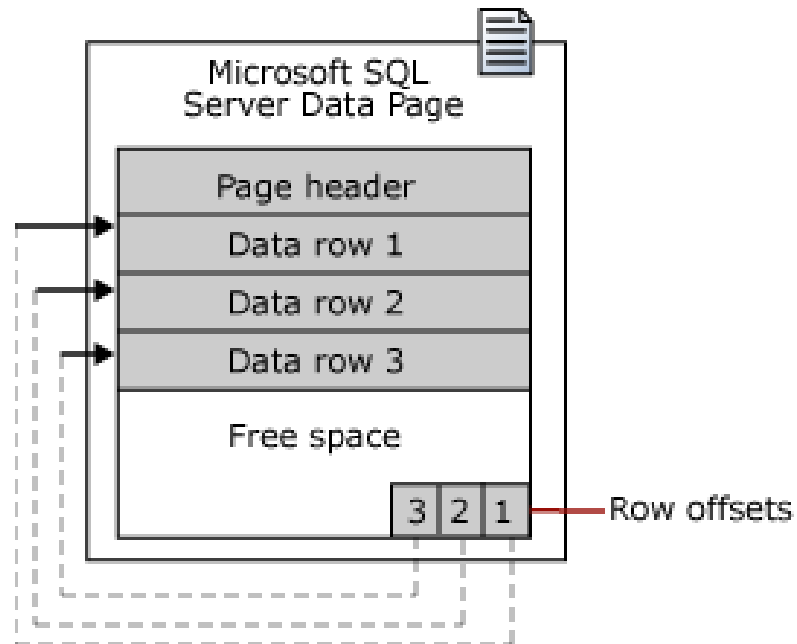 Microsoft SQL
Server Data Page
Page header
Data row 1
Data row 2
Data row 3
Free space
3 2 1
Row offsets